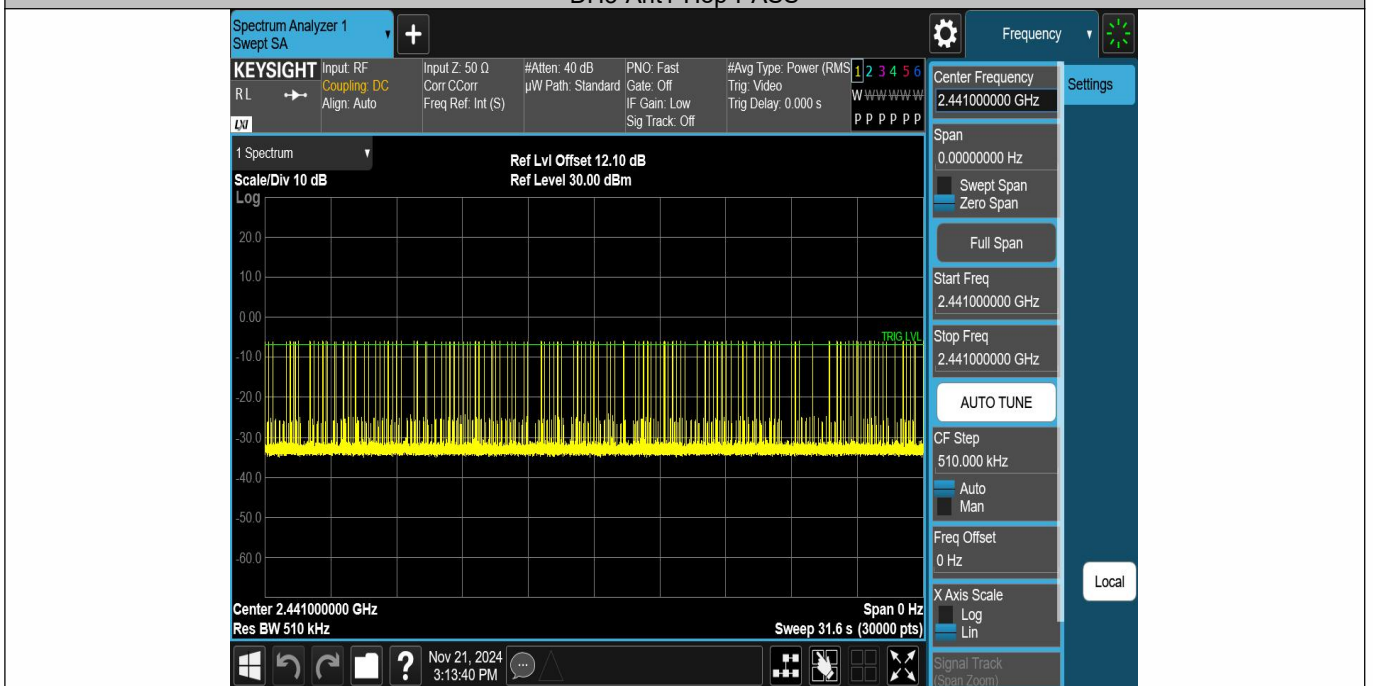 Spectrum Analyzer 1
Swept SA
Frequency
KEYSIGHT
RL
LXI
Input: RF
Coupling: DC
Align: Auto
Input Z: 50 Ω
Corr CCorr
Freq Ref: Int (S)
#Atten: 40 dB
µW Path: Standard
PNO: Fast
Gate: Off
IF Gain: Low
Sig Track: Off
#Avg Type: Power (RMS
Trig: Video
Trig Delay: 0.000 s
1 2 3 4 5 6
W W W W W W
P P P P P P
1 Spectrum
Scale/Div 10 dB
Log
Ref Lvl Offset 12.10 dB
Ref Level 30.00 dBm
20.0
10.0
0.00
-10.0
-20.0
-30.0
-40.0
-50.0
-60.0
TRIG LVL
Center 2.441000000 GHz
Span 0 Hz
Res BW 510 kHz
Sweep 31.6 s (30000 pts)
Nov 21, 2024
3:13:40 PM
Center Frequency
2.441000000 GHz
Settings
Span
0.00000000 Hz
Swept Span
Zero Span
Full Span
Start Freq
2.441000000 GHz
Stop Freq
2.441000000 GHz
AUTO TUNE
CF Step
510.000 kHz
Auto
Man
Freq Offset
0 Hz
X Axis Scale
Log
Lin
Signal Track
(Span Zoom)
Local